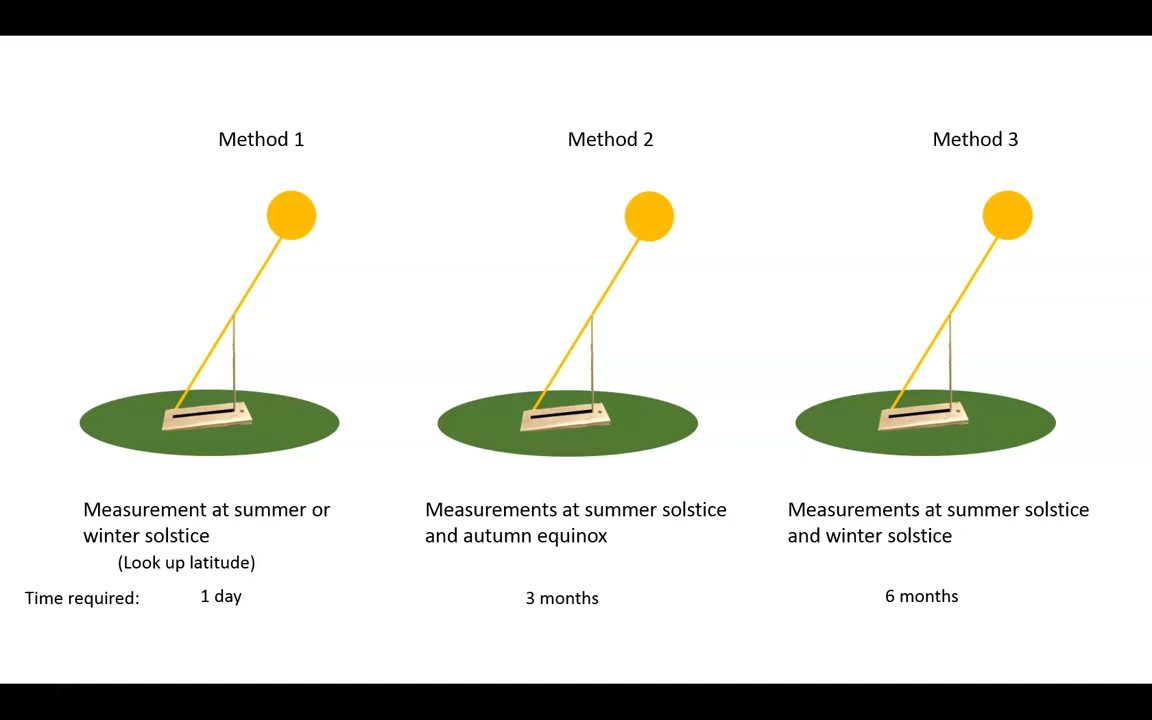 Method 1
Method 2
Method 3
Measurement at summer or
winter solstice
(Look up latitude)
Measurements at summer solstice
and autumn equinox
Measurements at summer solstice
and winter solstice
Time required:
1 day
3 months
6 months